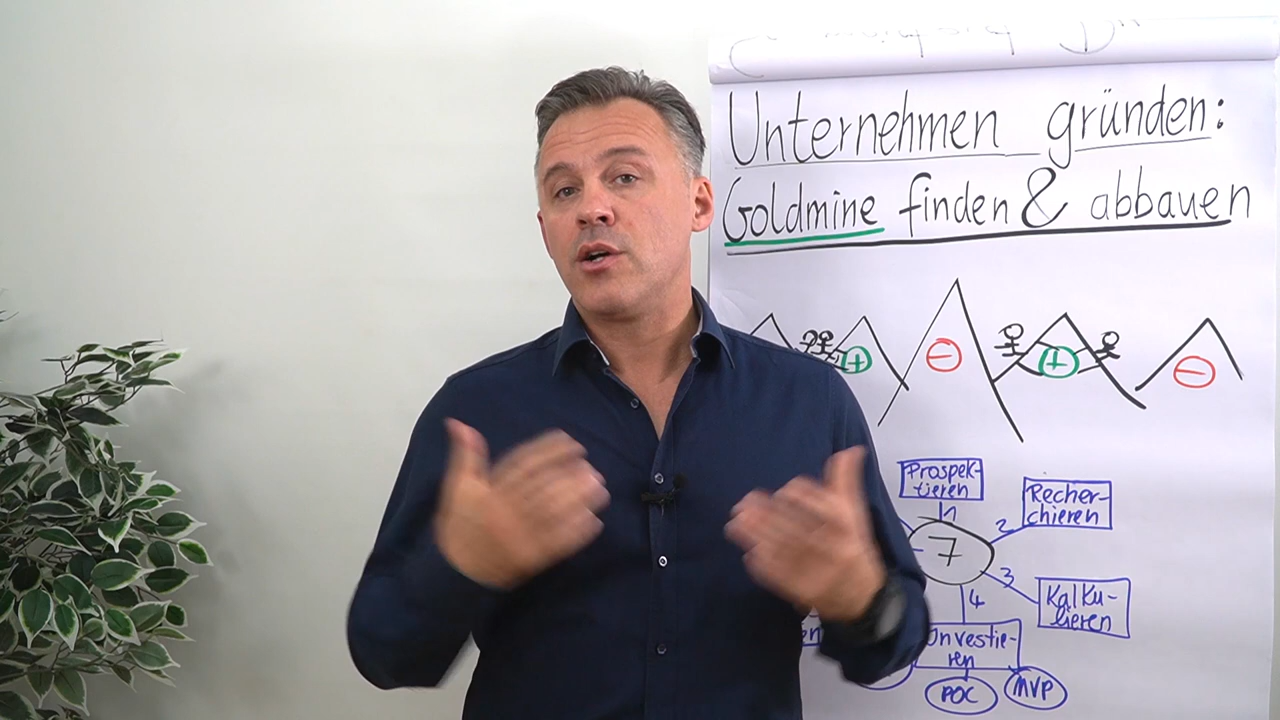 Unternehmen gründen:
Goldmine finden & abbauen
+
-
+
-
1
Prospek-
tieren
2
Recher-
chieren
7
3
Kalku-
lieren
4
Investie-
ren
POC
MVP